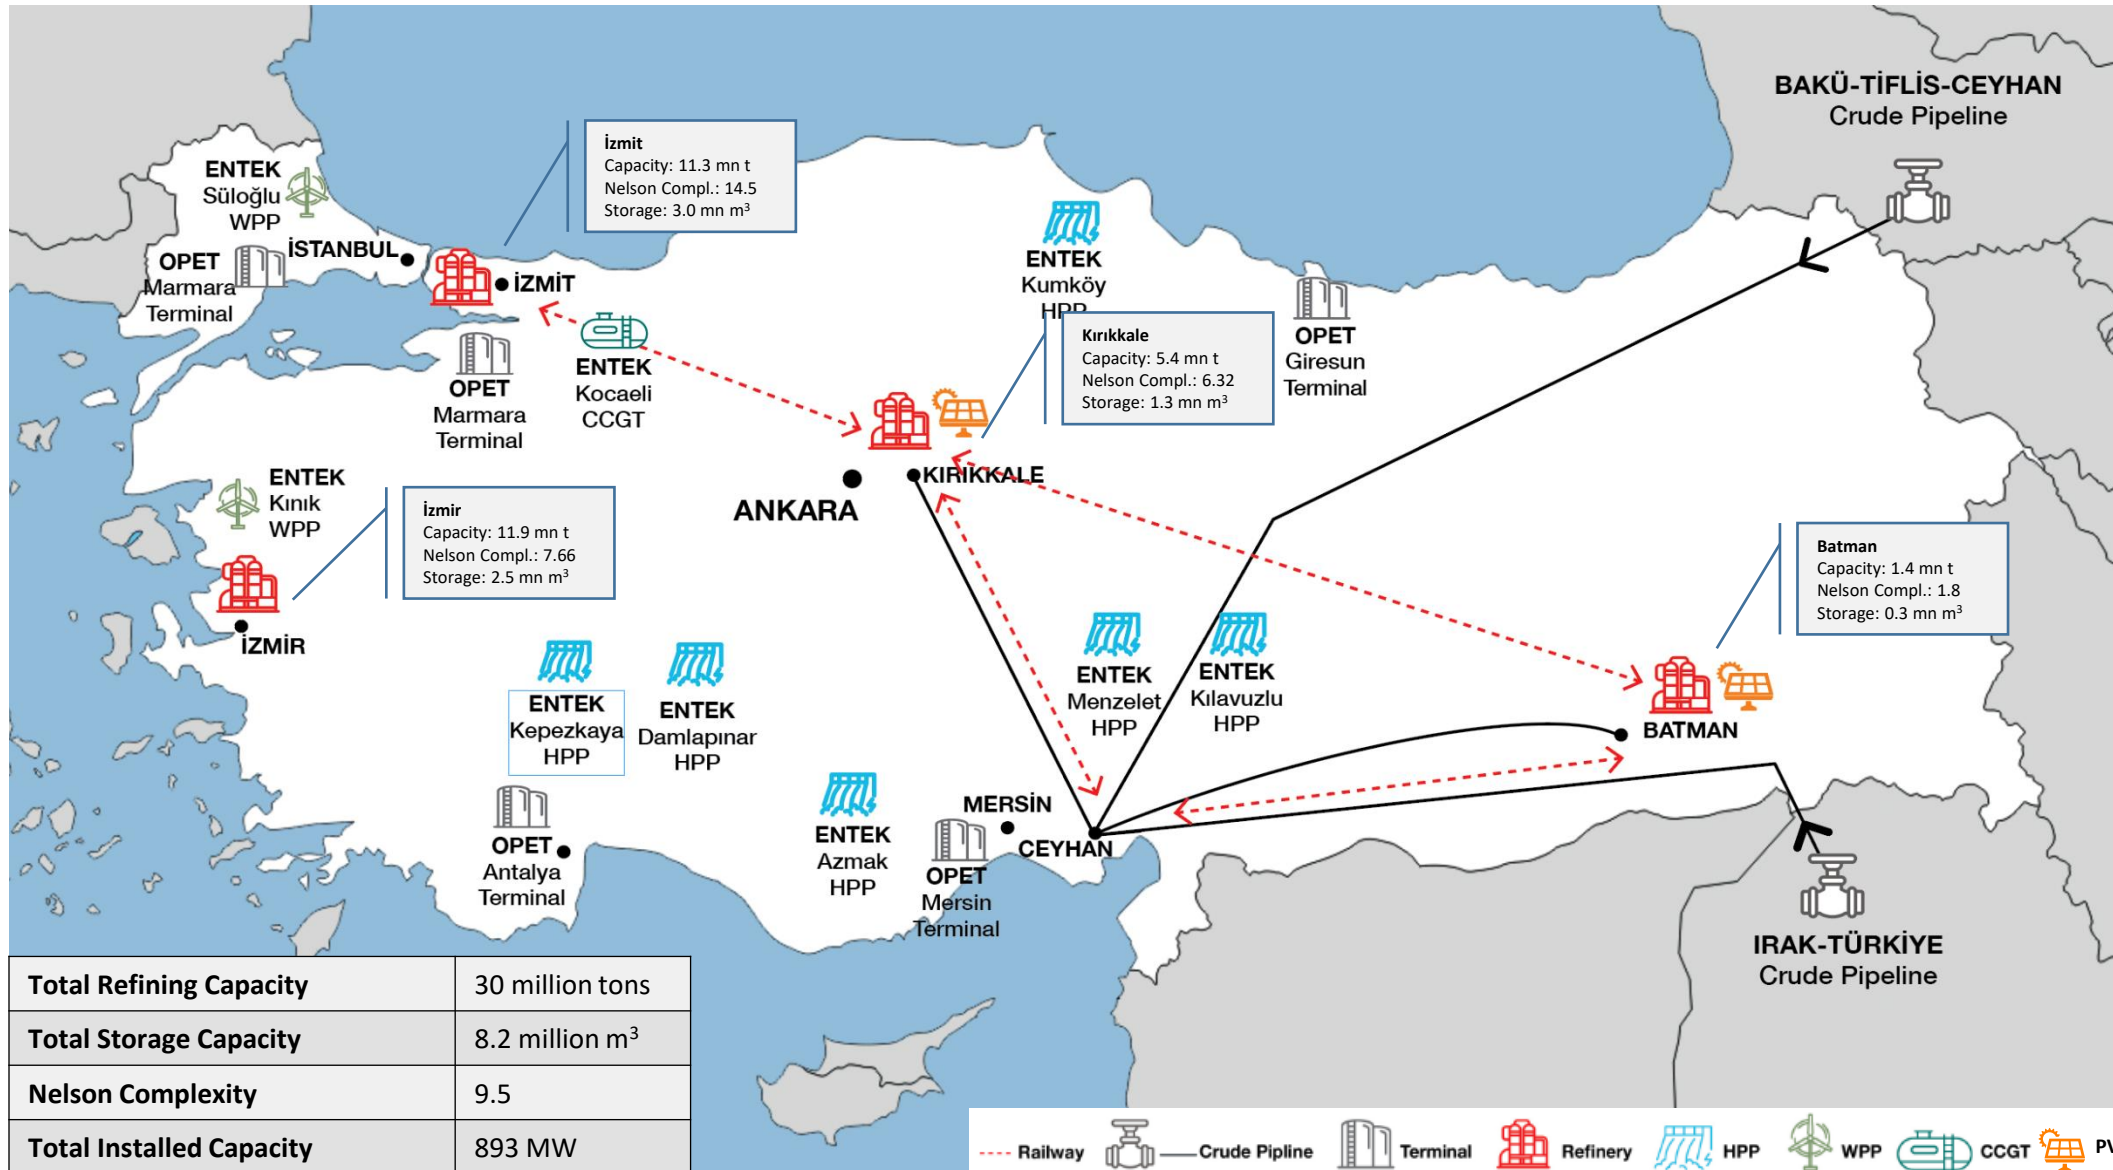 BAKÜ-TİFLİS-CEYHAN
Crude Pipeline
İzmit
Capacity: 11.3 mn t
Nelson Compl.: 14.5
Storage: 3.0 mn m³
ENTEK
Süloğlu
WPP
İSTANBUL
OPET
Marmara
Terminal
İZMİT
ENTEK
Kumköy
HPP
Kırıkkale
Capacity: 5.4 mn t
Nelson Compl.: 6.32
Storage: 1.3 mn m³
OPET
Giresun
Terminal
OPET
Marmara
Terminal
ENTEK
Kocaeli
CCGT
KIRIKKALE
ANKARA
ENTEK
Kınık
WPP
İzmir
Capacity: 11.9 mn t
Nelson Compl.: 7.66
Storage: 2.5 mn m³
İZMİR
Batman
Capacity: 1.4 mn t
Nelson Compl.: 1.8
Storage: 0.3 mn m³
BATMAN
ENTEK
Kepezkaya
HPP
ENTEK
Damlapınar
HPP
ENTEK
Menzelet
HPP
ENTEK
Kılavuzlu
HPP
OPET
Antalya
Terminal
ENTEK
Azmak
HPP
MERSİN
CEYHAN
OPET
Mersin
Terminal
IRAK-TÜRKİYE
Crude Pipeline
Total Refining Capacity 30 million tons
Total Storage Capacity 8.2 million m³
Nelson Complexity 9.5
Total Installed Capacity 893 MW
Railway Crude Pipline Terminal Refinery HPP WPP CCGT PV